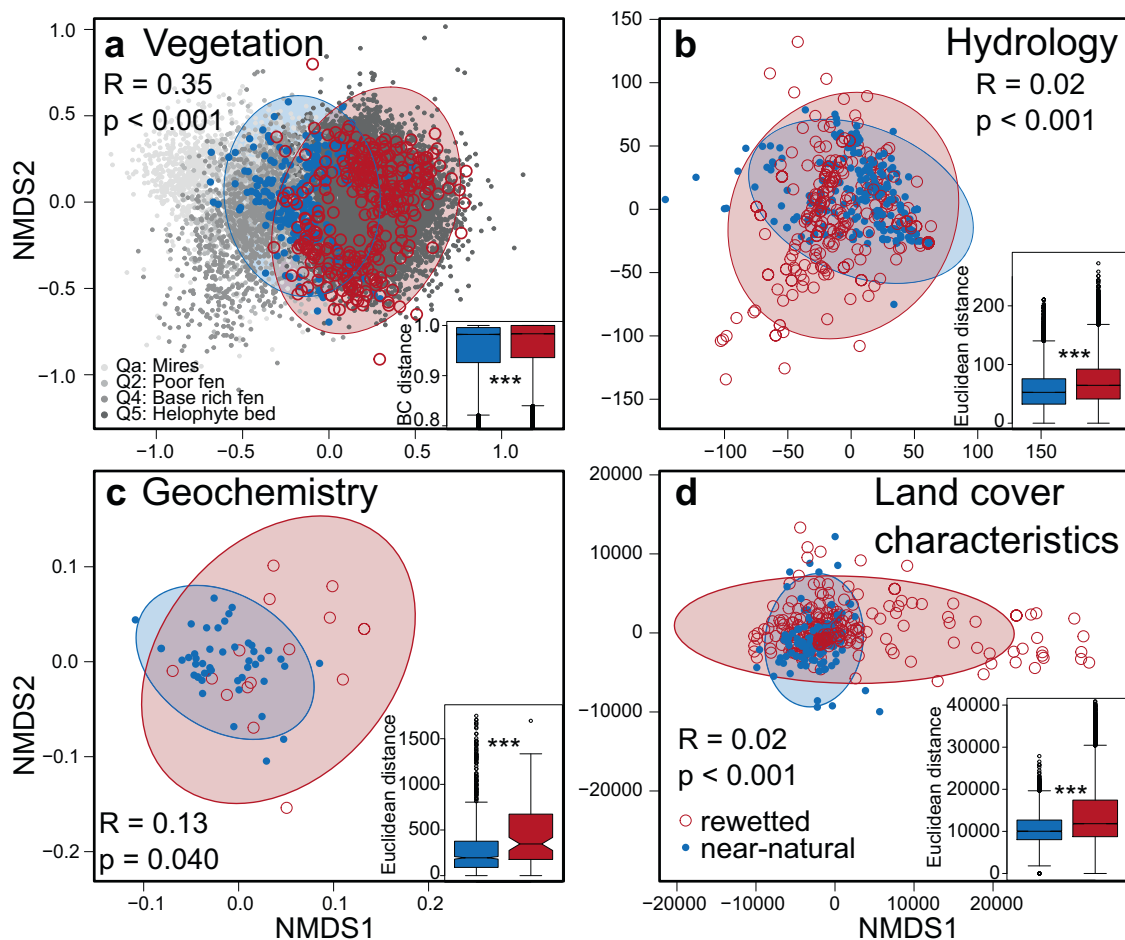 a Vegetation
R = 0.35
p < 0.001
1.0
0.5
0.0
−0.5
−1.0
NMDS2
Qa: Mires
Q2: Poor fen
Q4: Base rich fen
Q5: Helophyte bed
−1.0 −0.5 0.0 0.5 1.0
BC distance
1.0
0.9
0.8
***
b Hydrology
R = 0.02
p < 0.001
150
100
50
0
−50
−100
−150
−100 −50 0 50 100 150
Euclidean distance
200
100
0
***
c Geochemistry
R = 0.13
p = 0.040
0.1
0.0
−0.1
−0.2
NMDS2
−0.1 0.0 0.1 0.2
NMDS1
Euclidean distance
1500
1000
500
0
***
d Land cover
characteristics
R = 0.02
p < 0.001
rewetted
near-natural
20000
10000
0
−10000
−20000
−20000 −10000 0 10000 20000
NMDS1
Euclidean distance
40000
30000
20000
10000
0
***